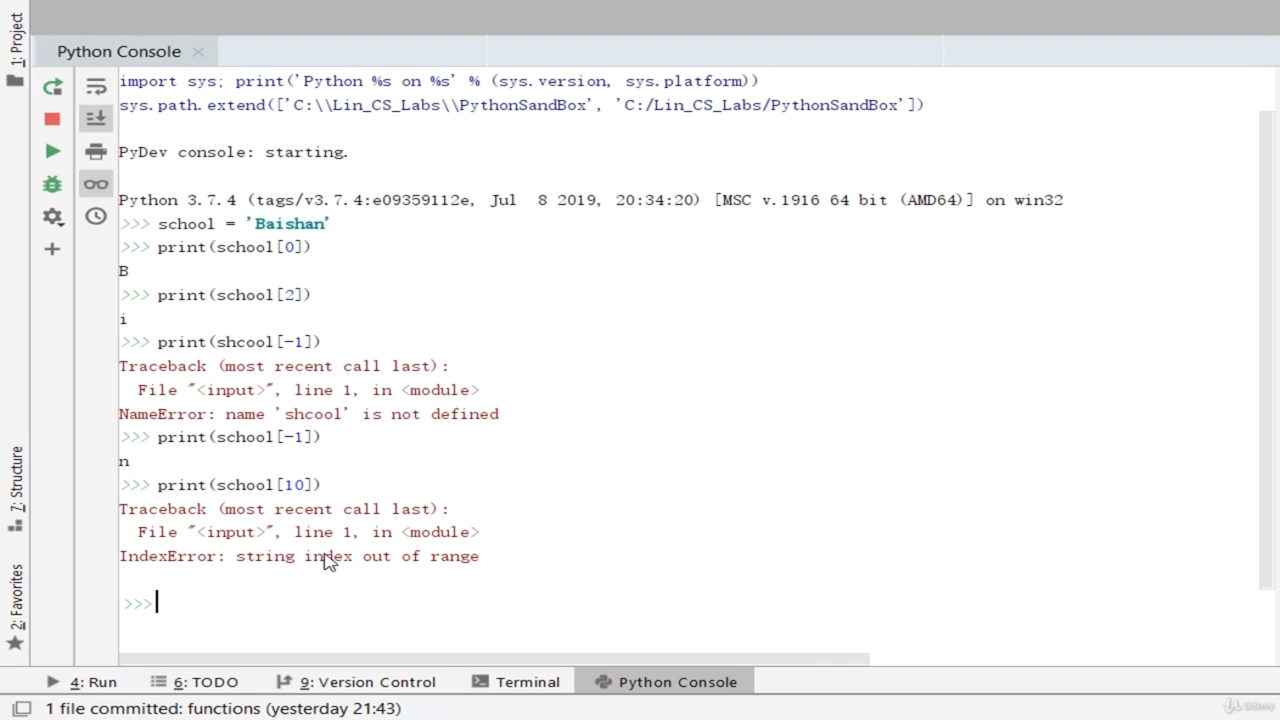 1: Project
Python Console
import sys; print('Python %s on %s' % (sys.version, sys.platform))
sys.path.extend(['C:\\Lin_CS_Labs\\PythonSandBox', 'C:/Lin_CS_Labs/PythonSandBox'])
PyDev console: starting.
Python 3.7.4 (tags/v3.7.4:e09359112e, Jul  8 2019, 20:34:20) [MSC v.1916 64 bit (AMD64)] on win32
>>> school = 'Baishan'
>>> print(school[0])
B
>>> print(school[2])
i
>>> print(shcool[-1])
Traceback (most recent call last):
  File "<input>", line 1, in <module>
NameError: name 'shcool' is not defined
>>> print(school[-1])
n
>>> print(school[10])
Traceback (most recent call last):
  File "<input>", line 1, in <module>
IndexError: string index out of range
>>>
7: Structure
2: Favorites
4: Run
6: TODO
9: Version Control
Terminal
Python Console
1 file committed: functions (yesterday 21:43)
Udemy